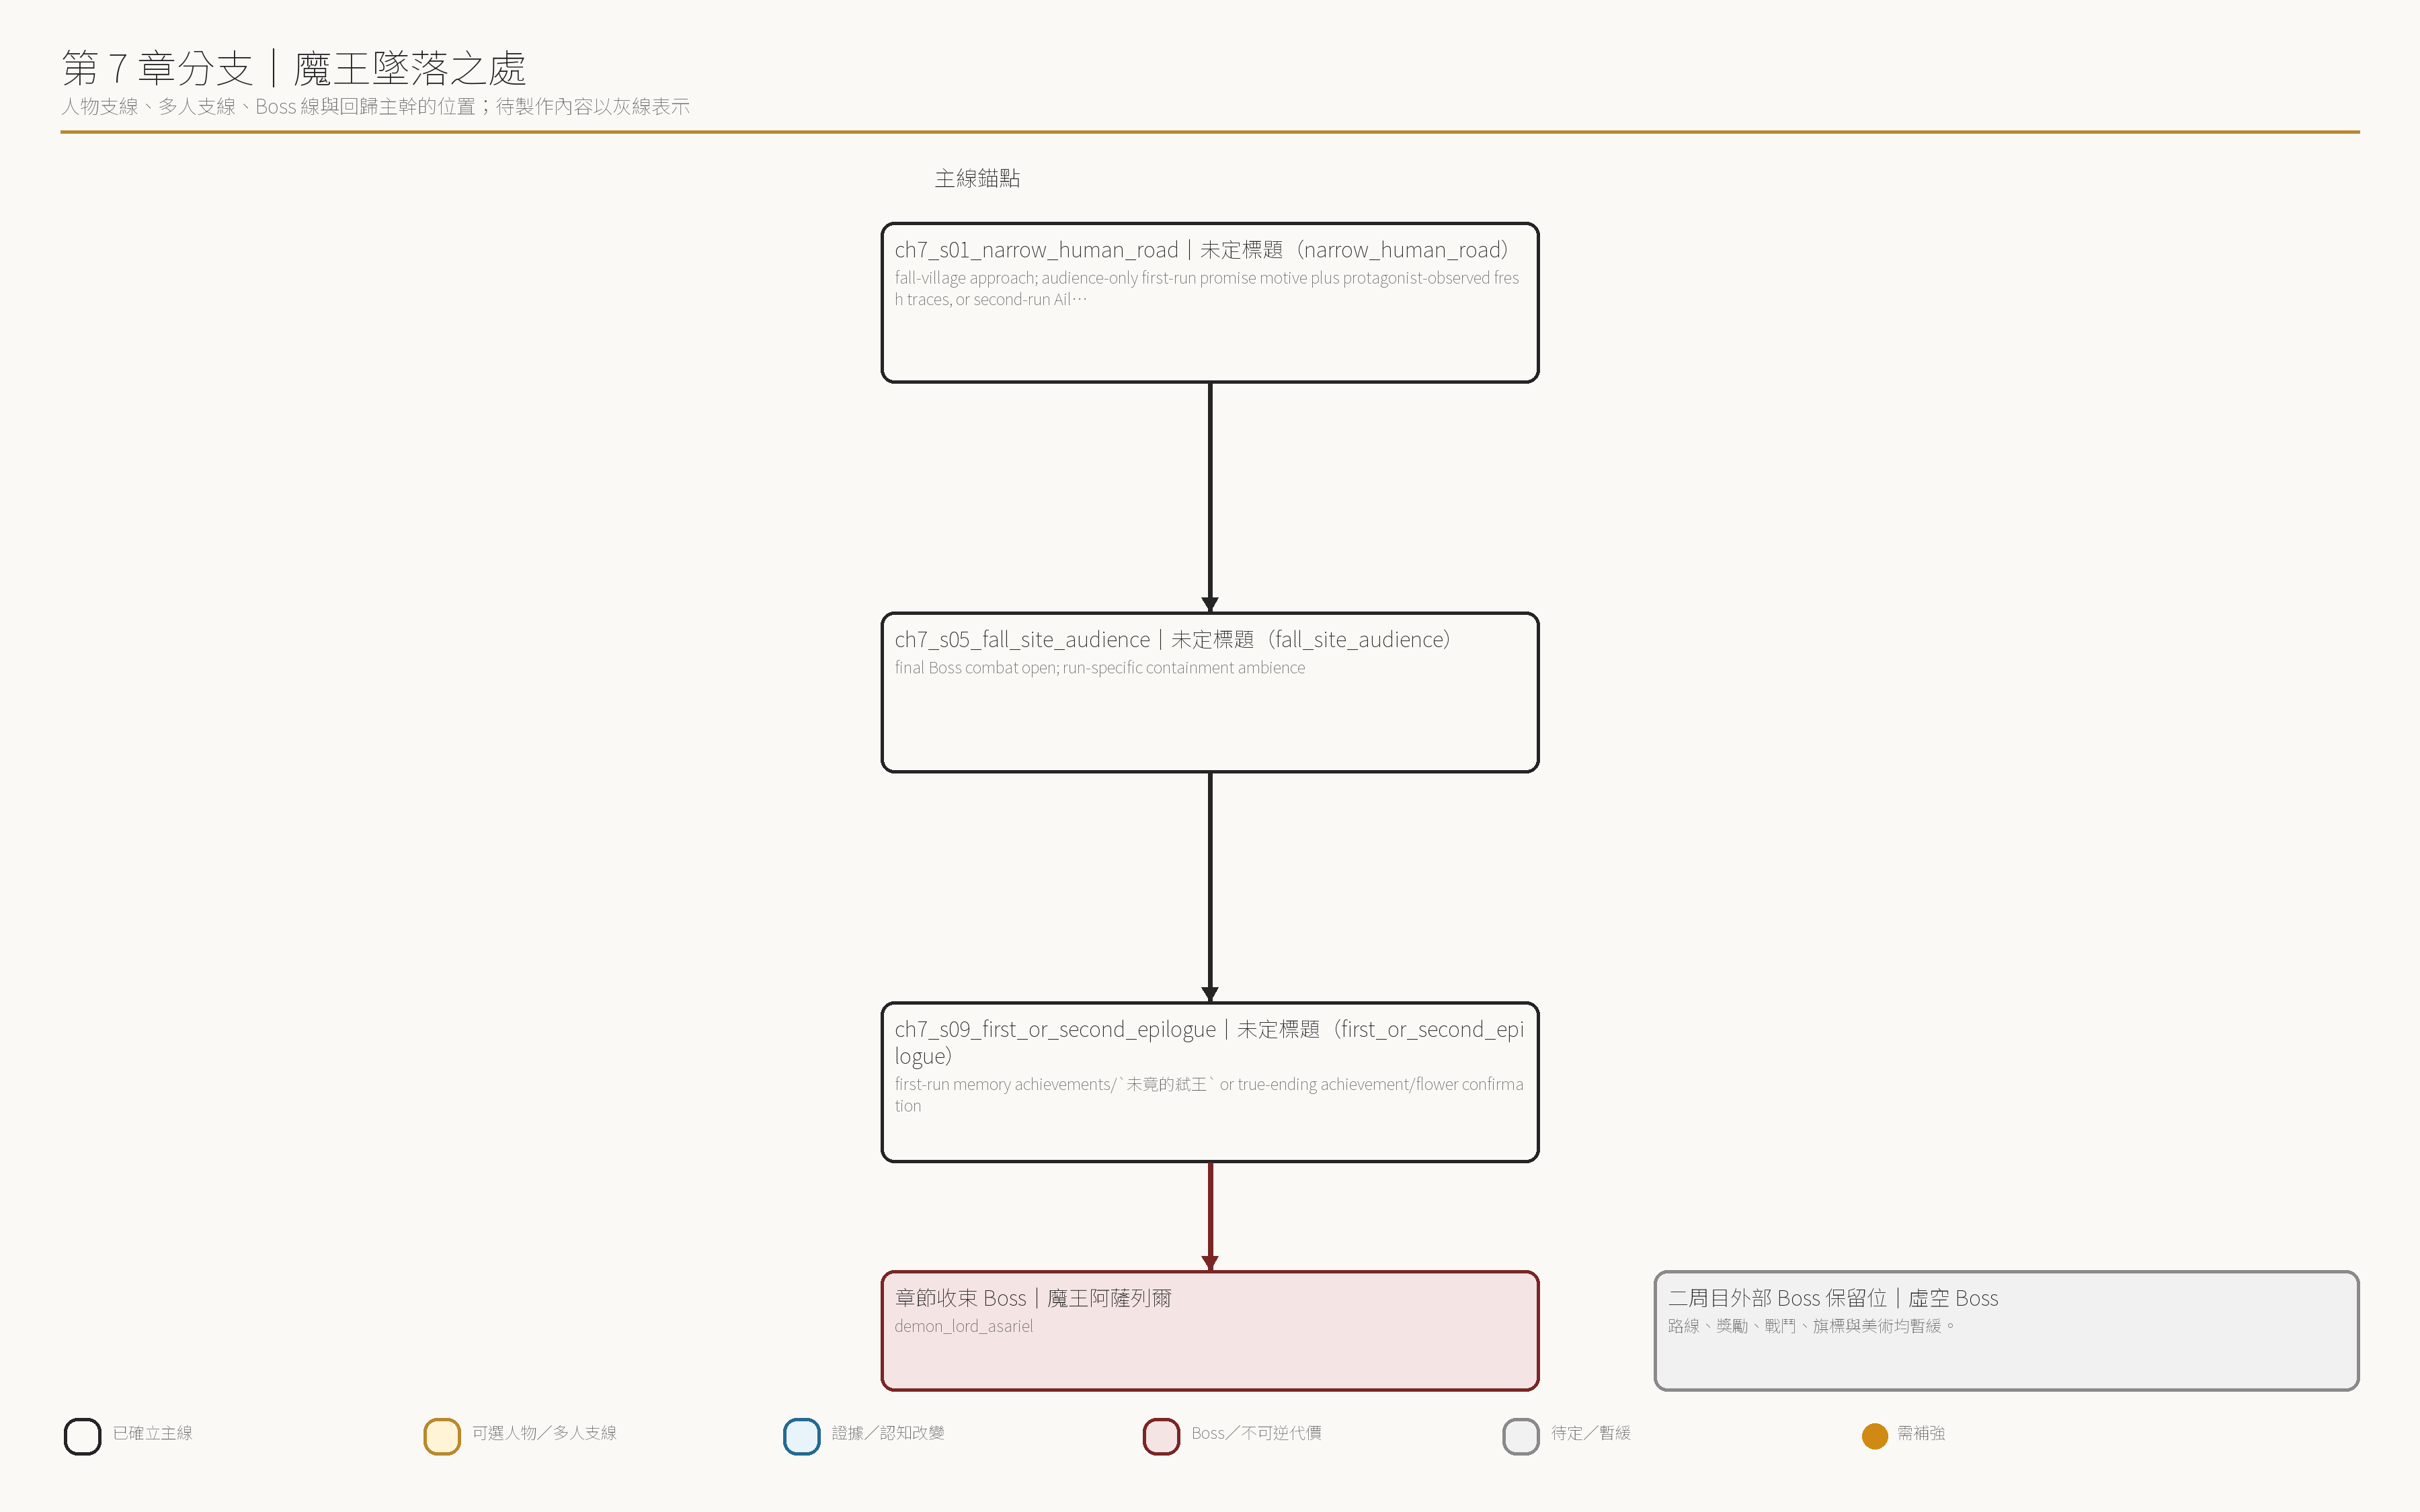 第 7 章分支｜魔王墜落之處
人物支線、多人支線、Boss 線與回歸主幹的位置；待製作內容以灰線表示
主線錨點
ch7_s01_narrow_human_road｜未定標題（narrow_human_road）
fall-village approach; audience-only first-run promise motive plus protagonist-observed fres
h traces, or second-run Ail…
ch7_s05_fall_site_audience｜未定標題（fall_site_audience）
final Boss combat open; run-specific containment ambience
ch7_s09_first_or_second_epilogue｜未定標題（first_or_second_epi
logue）
first-run memory achievements/`未竟的弒王` or true-ending achievement/flower confirma
tion
章節收束 Boss｜魔王阿薩列爾
demon_lord_asariel
二周目外部 Boss 保留位｜虛空 Boss
路線、獎勵、戰鬥、旗標與美術均暫緩。
已確立主線
可選人物／多人支線
證據／認知改變
Boss／不可逆代價
待定／暫緩
需補強